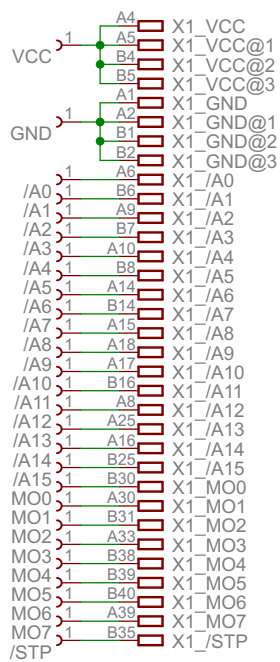 A4 X1_VCC
VCC 1 A5 X1_VCC@1
B4 X1_VCC@2
B5 X1_VCC@3
A1 X1_GND
GND 1 A2 X1_GND@1
B1 X1_GND@2
B2 X1_GND@3
/A0 1 A6 X1_/A0
/A1 1 B6 X1_/A1
/A2 1 A9 X1_/A2
/A3 1 B7 X1_/A3
/A4 1 A10 X1_/A4
/A5 1 B8 X1_/A5
/A6 1 A14 X1_/A6
/A7 1 B14 X1_/A7
/A8 1 A15 X1_/A8
/A9 1 A18 X1_/A9
/A10 1 A17 X1_/A10
/A11 1 B16 X1_/A11
/A12 1 A8 X1_/A12
/A13 1 A25 X1_/A13
/A14 1 A16 X1_/A14
/A15 1 B25 X1_/A15
MO0 1 B30 X1_MO0
MO1 1 A30 X1_MO1
MO2 1 B31 X1_MO2
MO3 1 A33 X1_MO3
MO4 1 B38 X1_MO4
MO5 1 B39 X1_MO5
MO6 1 B40 X1_MO6
MO7 1 A39 X1_MO7
/STP 1 B35 X1_/STP